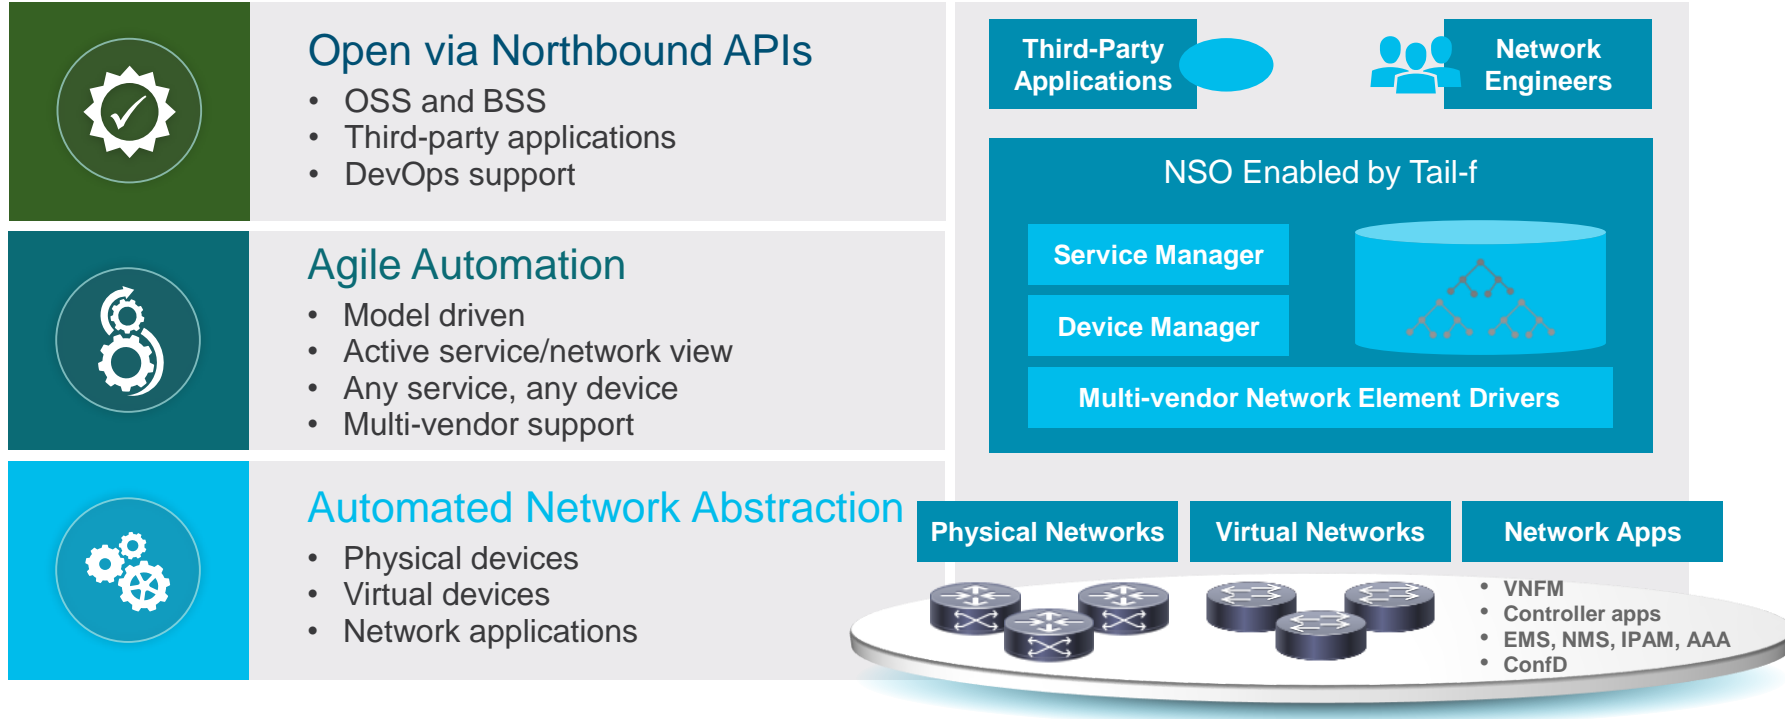 Open via Northbound APIs
• OSS and BSS
• Third-party applications
• DevOps support
Agile Automation
• Model driven
• Active service/network view
• Any service, any device
• Multi-vendor support
Automated Network Abstraction
• Physical devices
• Virtual devices
• Network applications
Third-Party
Applications
Network
Engineers
NSO Enabled by Tail-f
Service Manager
Device Manager
Multi-vendor Network Element Drivers
Physical Networks
Virtual Networks
Network Apps
• VNFM
• Controller apps
• EMS, NMS, IPAM, AAA
• ConfD